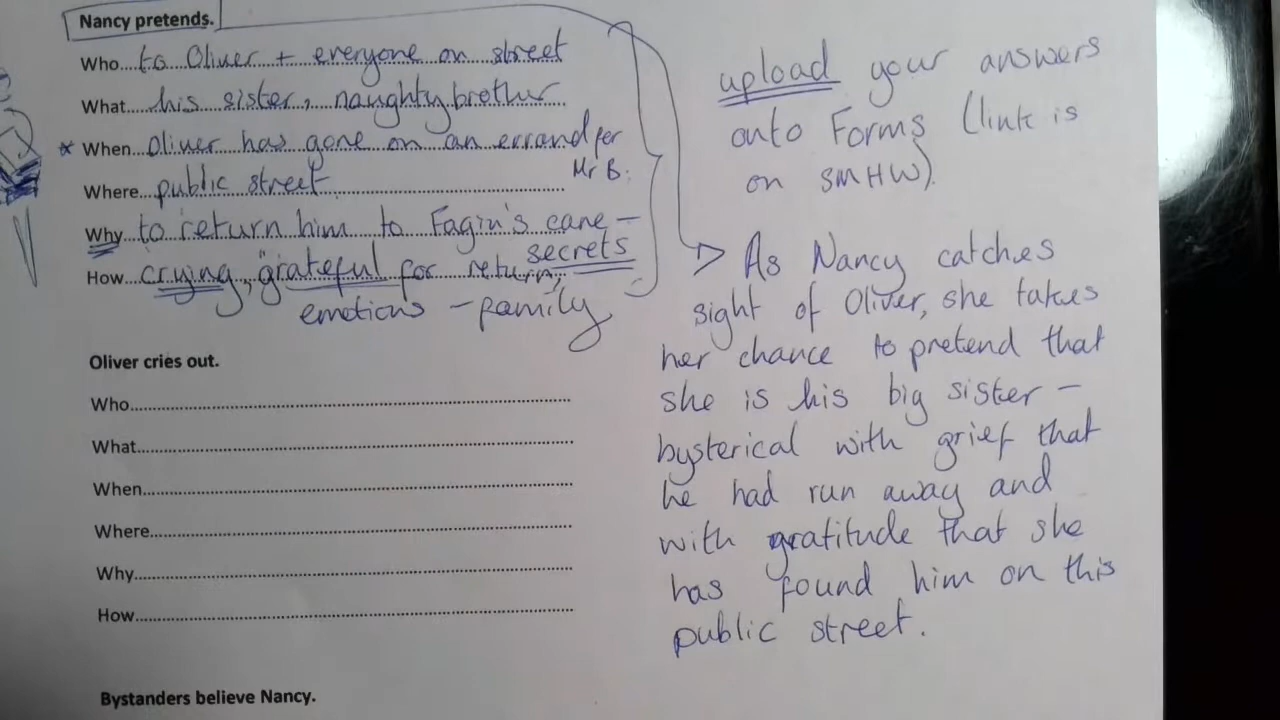 Nancy pretends.
Who...to Oliver + everyone on street
What...his sister, naughty brother
* When...Oliver has gone on an errand for
Mr B.
Where...public street
Why...to return him to Fagin's cane –
secrets
How...crying, grateful for return,
emotions – family
Oliver cries out.
Who...
What...
When...
Where...
Why...
How...
Bystanders believe Nancy.
upload your answers
onto Forms (link is
on SMHW).
As Nancy catches
sight of Oliver, she takes
her chance to pretend that
she is his big sister –
hysterical with grief that
he had run away and
with gratitude that she
has found him on this
public street.